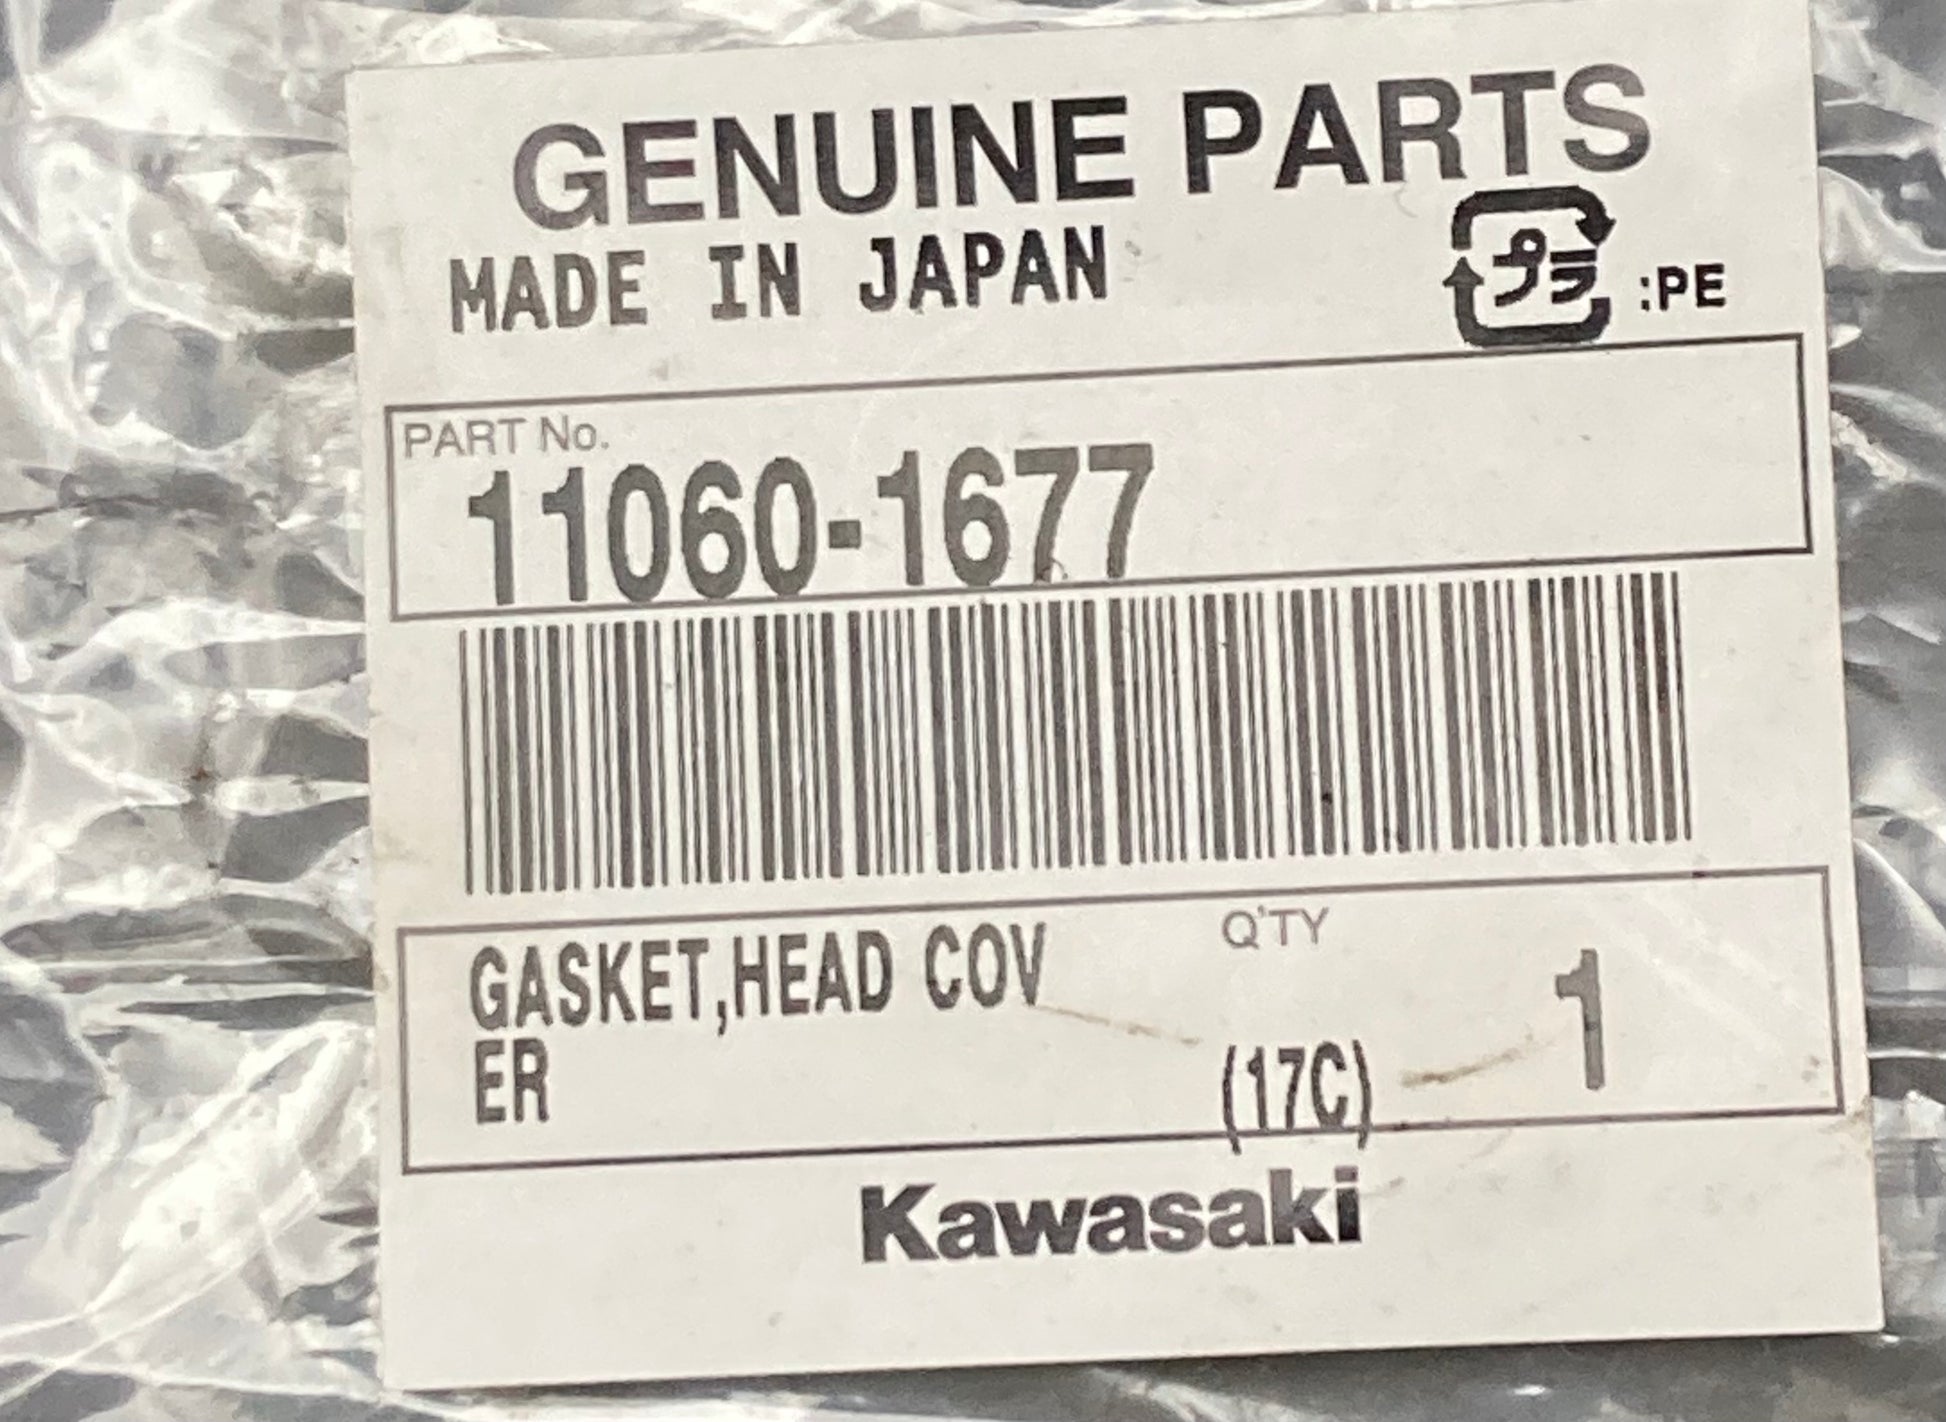 GENUINE PARTS
MADE IN JAPAN
プラ :PE
PART No.
11060-1677
GASKET,HEAD COV
ER
Q'TY
(17C)
1
Kawasaki